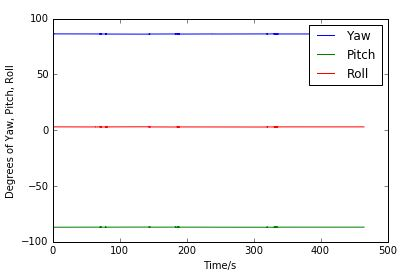 100
50
0
−50
−100
Degrees of Yaw, Pitch, Roll
Yaw
Pitch
Roll
0 100 200 300 400 500
Time/s